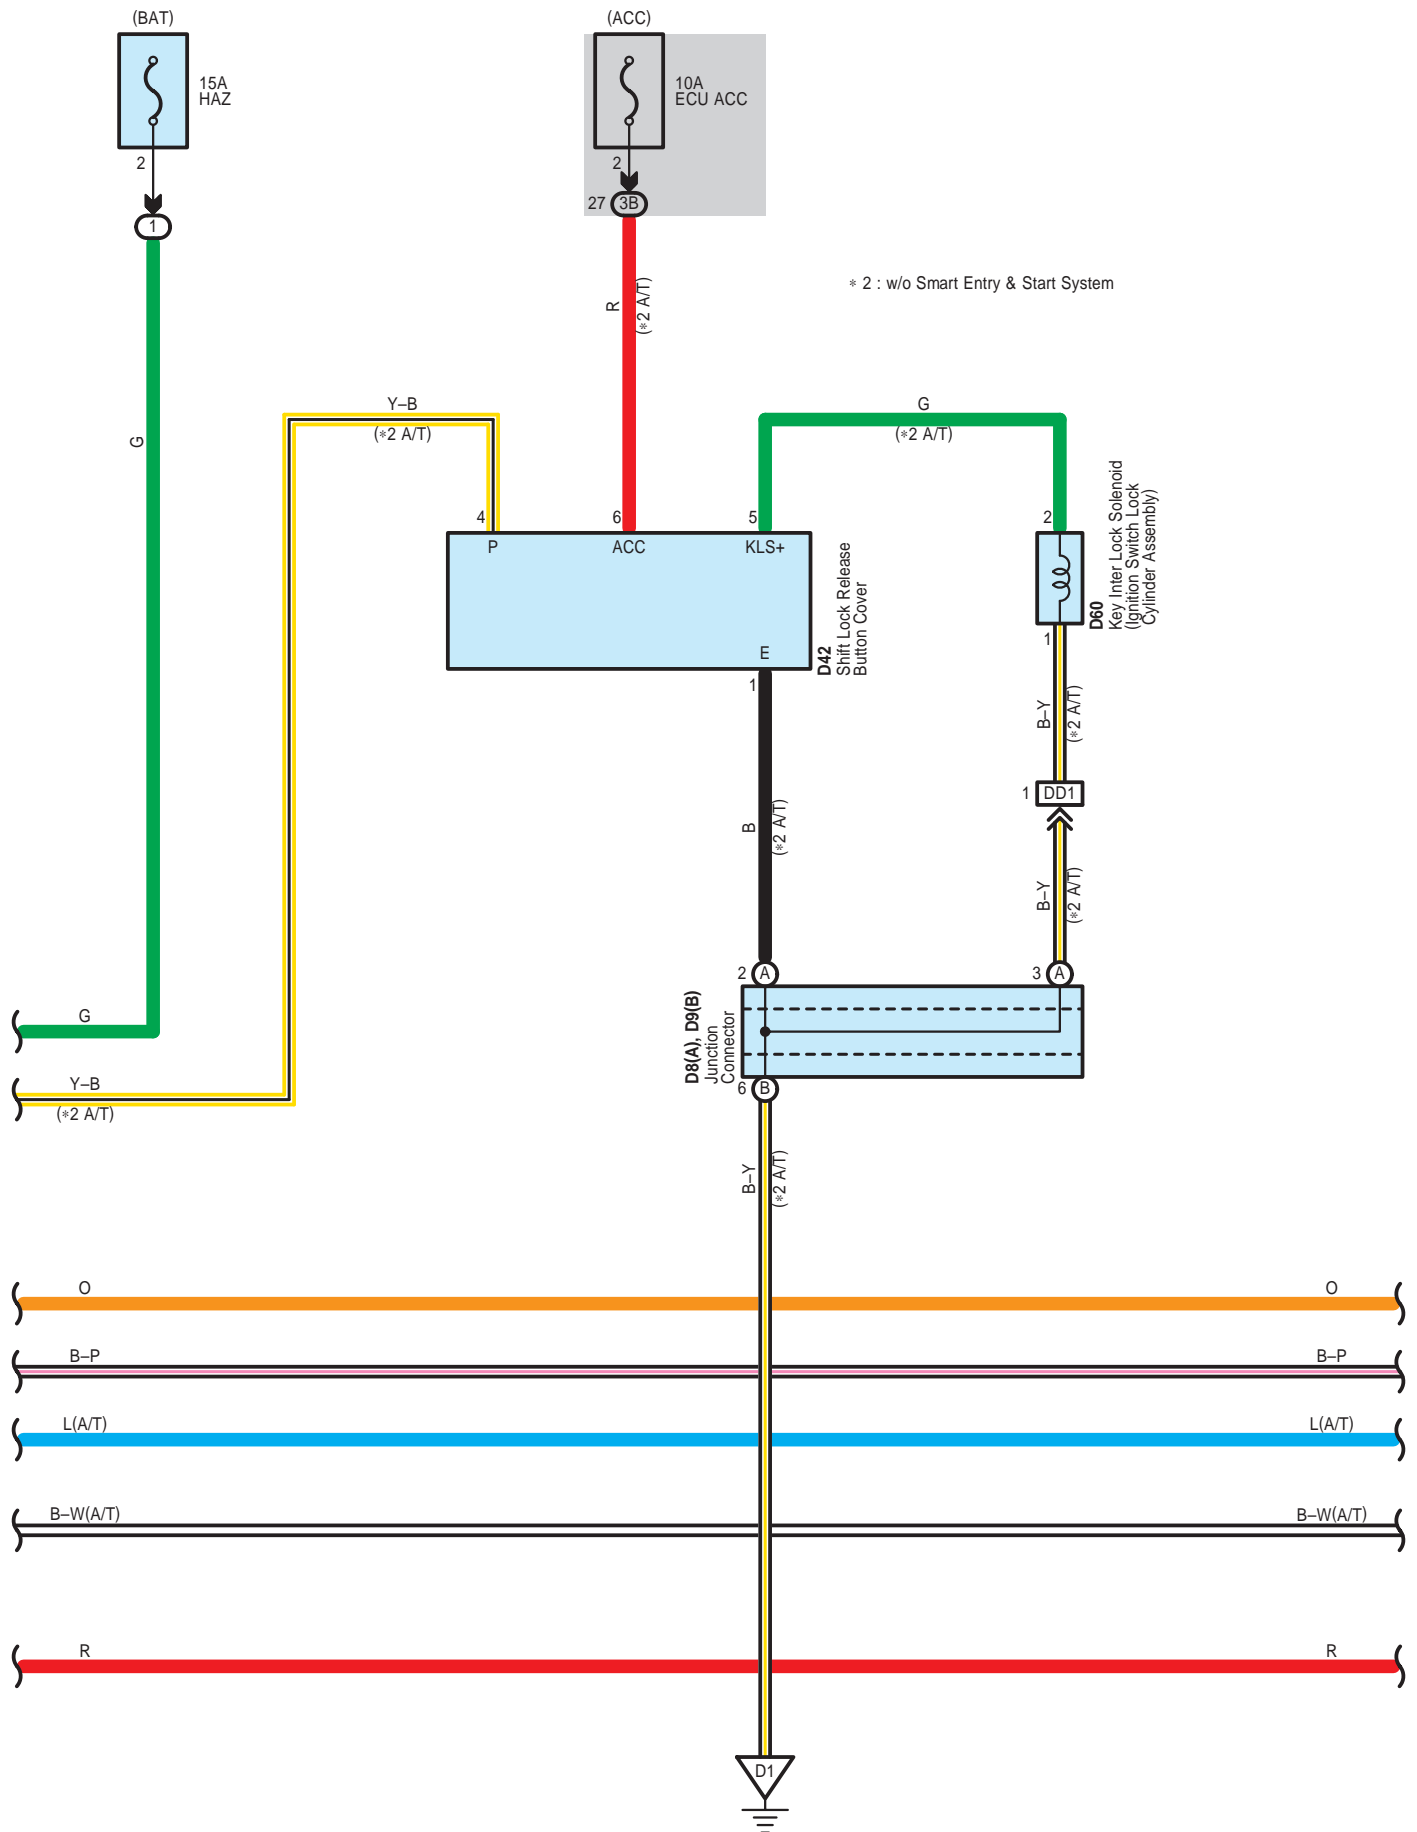 (BAT)
(ACC)
15A
HAZ
10A
ECU ACC
2
2
1
27
3B
∗ 2 : w/o Smart Entry & Start System
R
(∗2 A/T)
Y–B
(∗2 A/T)
G
(∗2 A/T)
G
4
6
5
2
P
ACC
KLS+
E
D42
Shift Lock Release
Button Cover
D60
Key Inter Lock Solenoid
(Ignition Switch Lock
Cylinder Assembly)
1
1
B–Y
(∗2 A/T)
1
DD1
B
(∗2 A/T)
B–Y
(∗2 A/T)
2
A
3
A
D8(A), D9(B)
Junction
Connector
6
B
G
Y–B
(∗2 A/T)
B–Y
(∗2 A/T)
O
O
B–P
B–P
L(A/T)
L(A/T)
B–W(A/T)
B–W(A/T)
R
R
D1